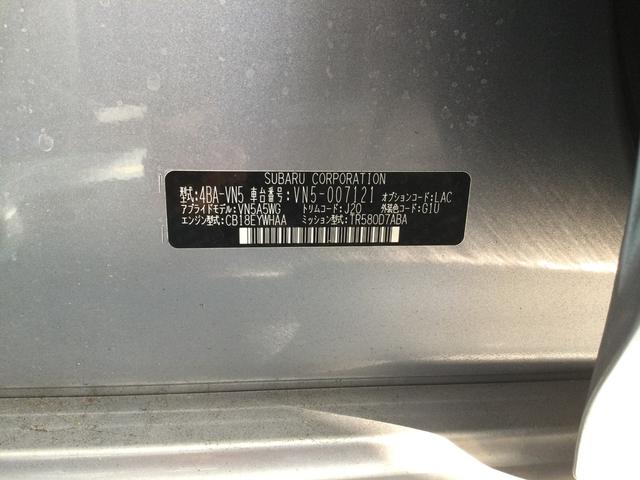 SUBARU CORPORATION
型式:4BA-VN5 車台番号:VN5-007121 オプションコード:LAC
アプライドモデル:VN5A5WG トリムコード:J20 外装色コード:G1U
エンジン型式:CB18EYWHAA ミッション型式:TR580D7ABA